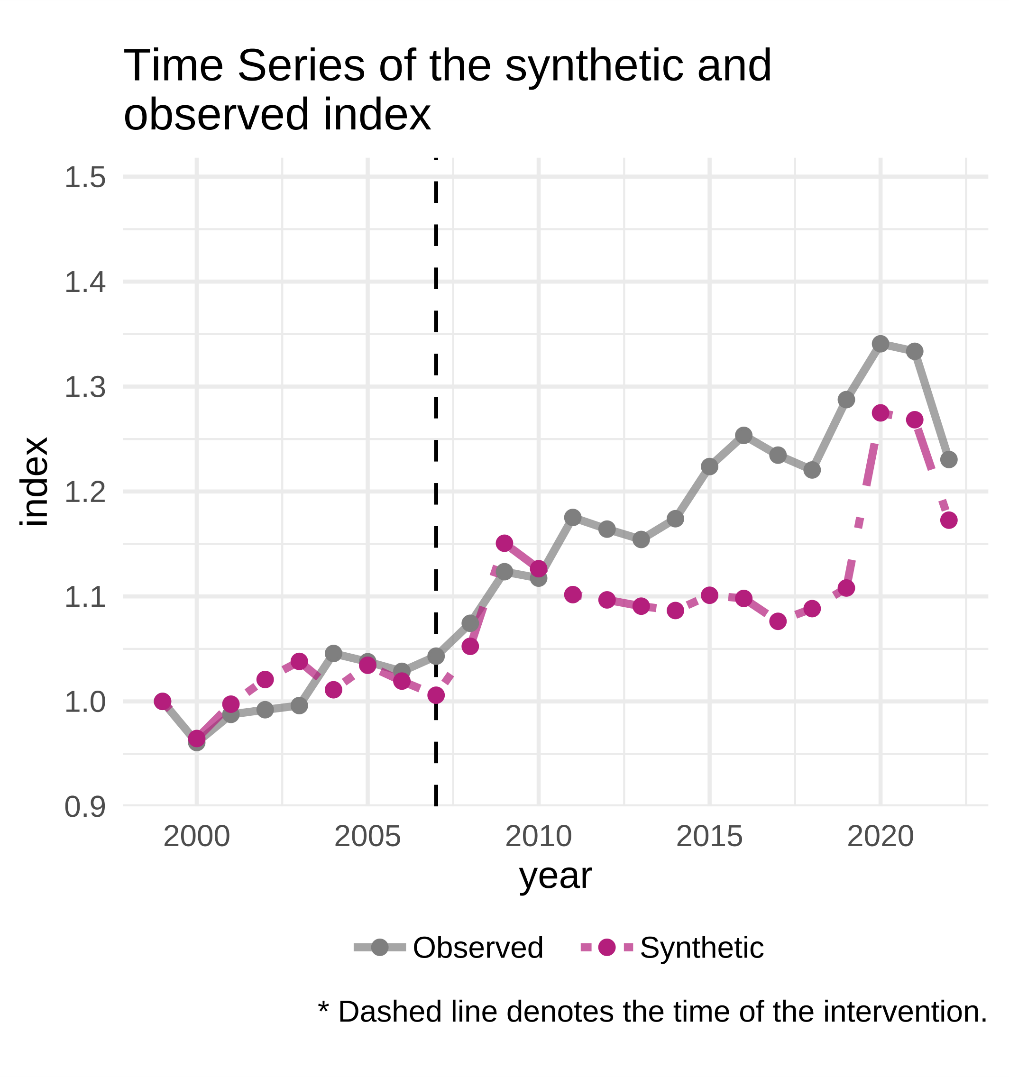 Time Series of the synthetic and
observed index
1.5
1.4
1.3
1.2
1.1
1.0
0.9
index
2000 2005 2010 2015 2020
year
Observed Synthetic
* Dashed line denotes the time of the intervention.